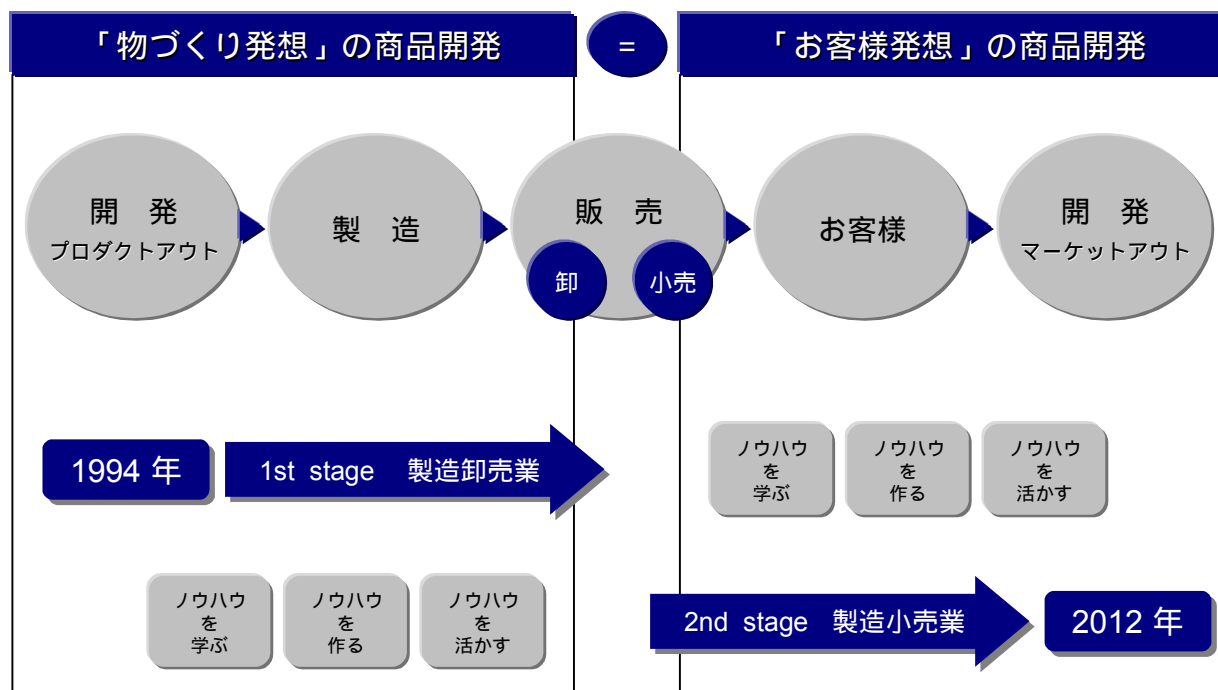 「物づくり発想」の商品開発
=
「お客様発想」の商品開発
開 発
プロダクトアウト
製 造
販 売
卸
小売
お客様
開 発
マーケットアウト
1994 年
1st stage 製造卸売業
ノウハウ
を
学ぶ
ノウハウ
を
作る
ノウハウ
を
活かす
ノウハウ
を
学ぶ
ノウハウ
を
作る
ノウハウ
を
活かす
2nd stage 製造小売業
2012 年